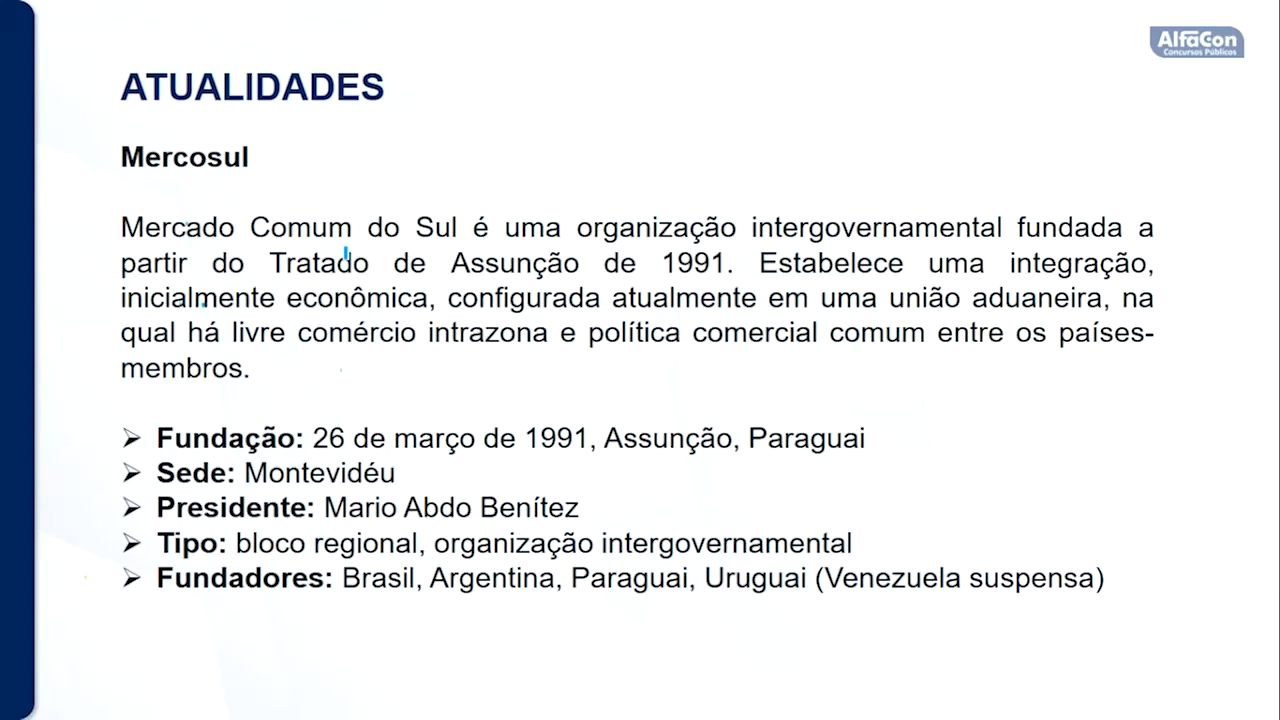 AlfaCon
Concursos Públicos
ATUALIDADES
Mercosul
Mercado Comum do Sul é uma organização intergovernamental fundada a
partir do Tratado de Assunção de 1991. Estabelece uma integração,
inicialmente econômica, configurada atualmente em uma união aduaneira, na
qual há livre comércio intrazona e política comercial comum entre os países-
membros.
➢ Fundação: 26 de março de 1991, Assunção, Paraguai
➢ Sede: Montevidéu
➢ Presidente: Mario Abdo Benítez
➢ Tipo: bloco regional, organização intergovernamental
➢ Fundadores: Brasil, Argentina, Paraguai, Uruguai (Venezuela suspensa)